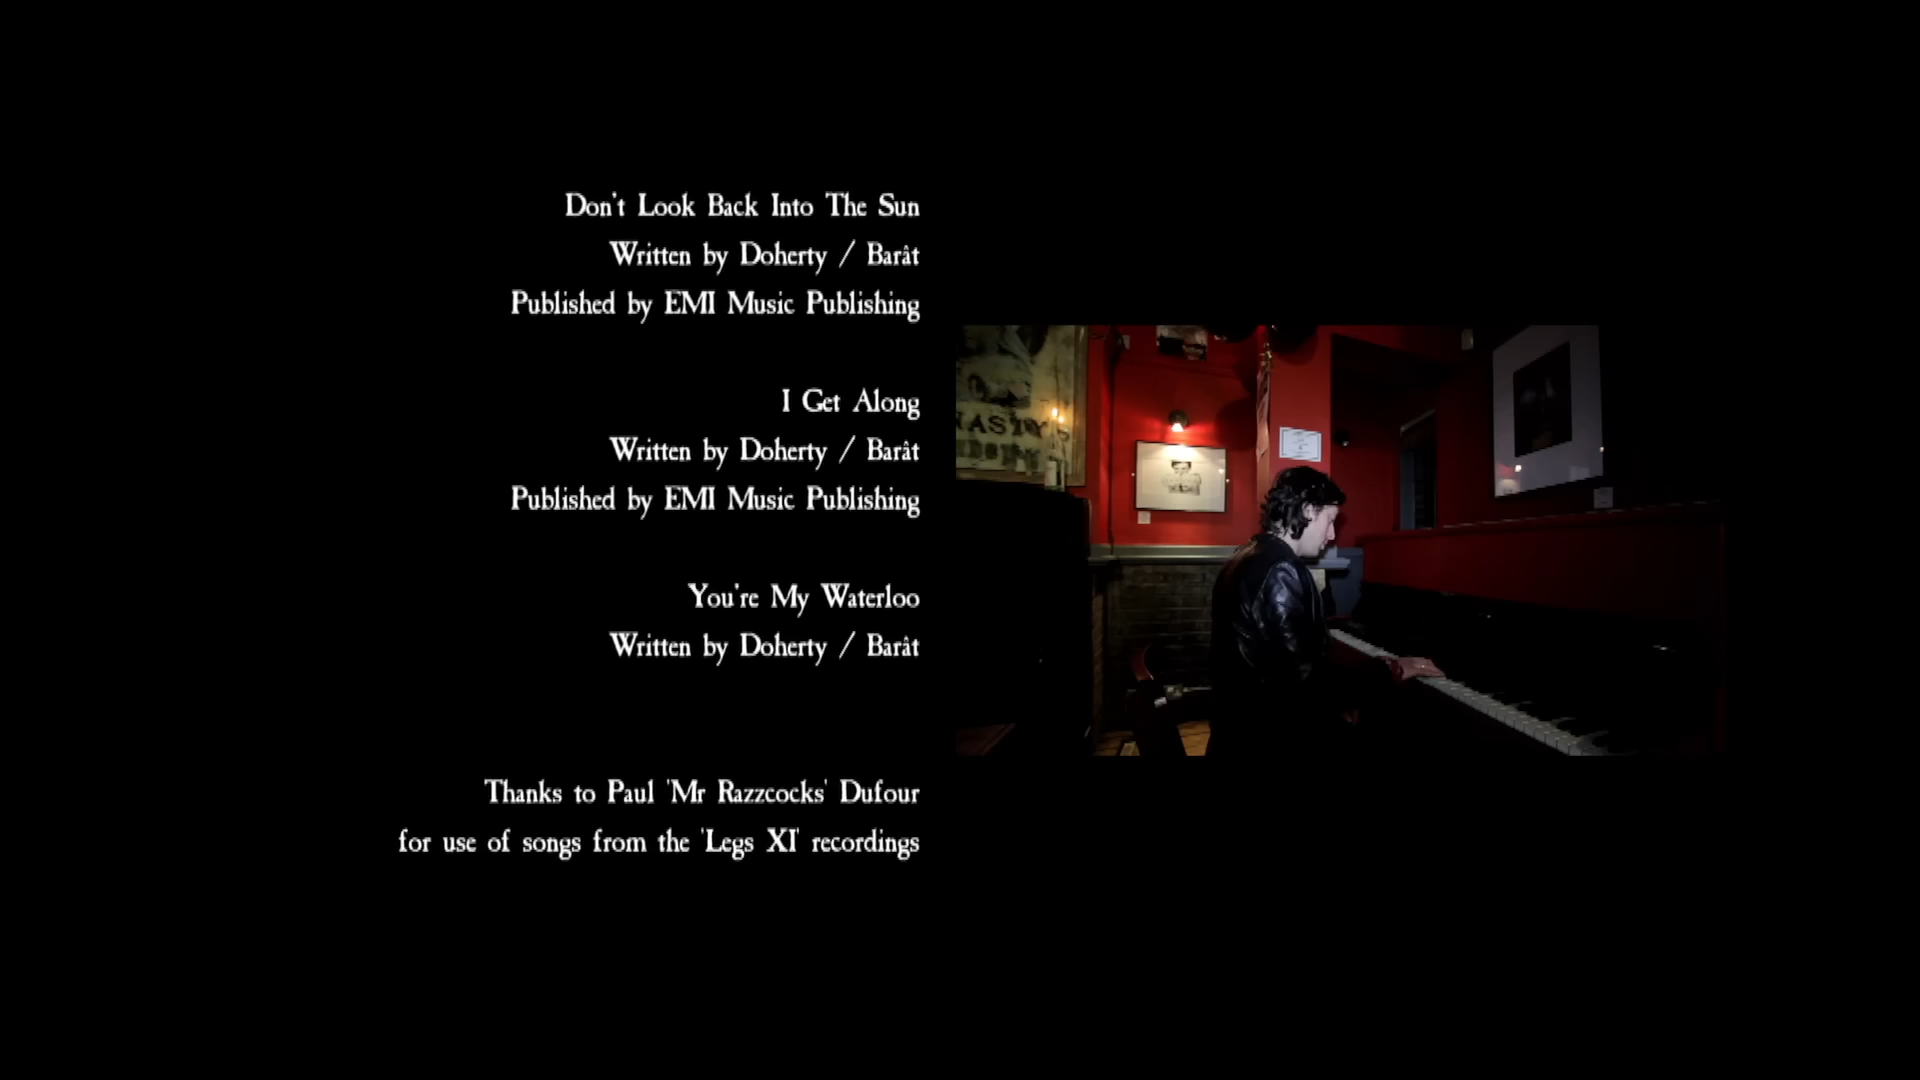 Don't Look Back Into The Sun
Written by Doherty / Barât
Published by EMI Music Publishing
I Get Along
Written by Doherty / Barât
Published by EMI Music Publishing
You're My Waterloo
Written by Doherty / Barât
Thanks to Paul 'Mr Razzcocks' Dufour
for use of songs from the 'Legs XI' recordings
NASTY